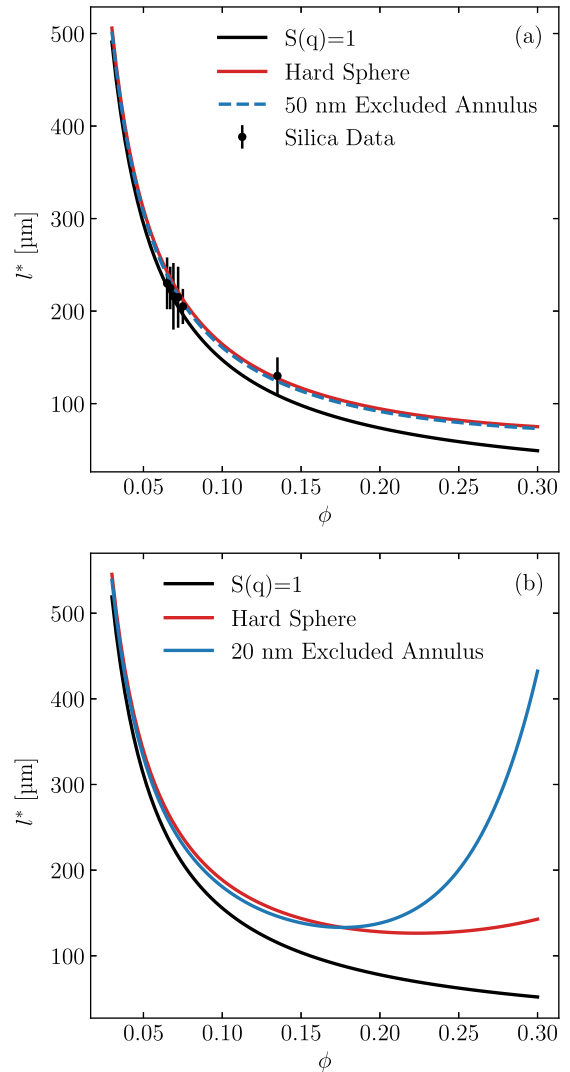 500
400
300
200
100
l* [µm]
S(q)=1
Hard Sphere
50 nm Excluded Annulus
Silica Data
(a)
0.05 0.10 0.15 0.20 0.25 0.30
ϕ
500
400
300
200
100
l* [µm]
S(q)=1
Hard Sphere
20 nm Excluded Annulus
(b)
0.05 0.10 0.15 0.20 0.25 0.30
ϕ